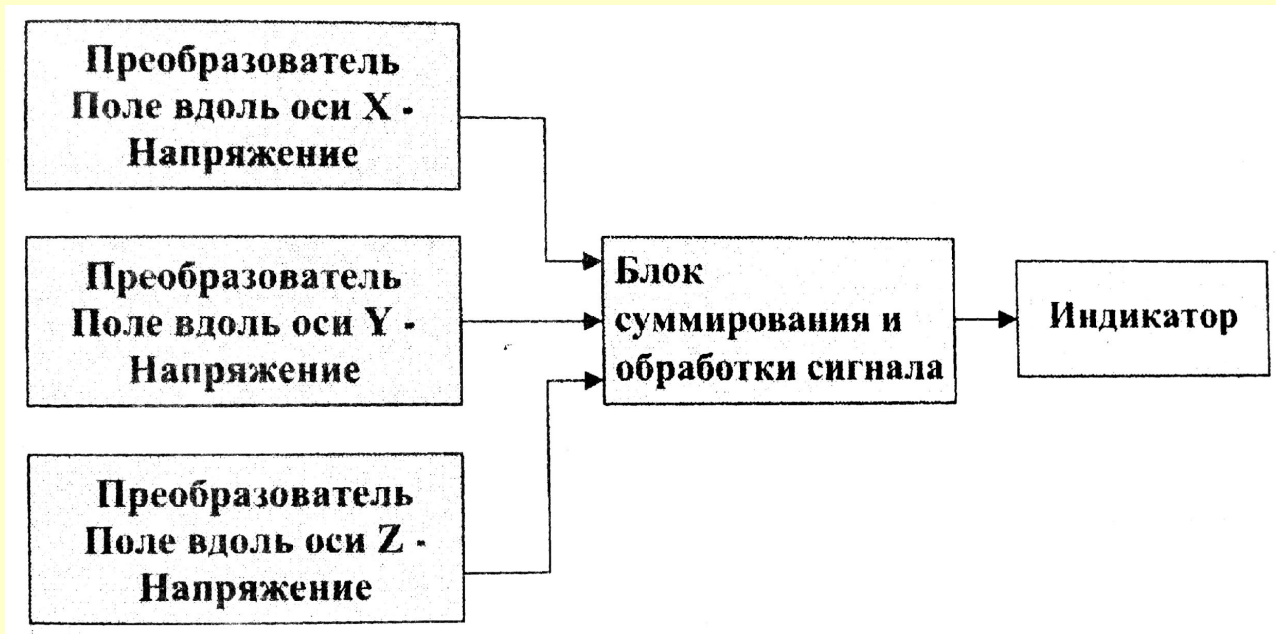 Преобразователь
Поле вдоль оси X -
Напряжение
Преобразователь
Поле вдоль оси Y -
Напряжение
Преобразователь
Поле вдоль оси Z -
Напряжение
Блок
суммирования и
обработки сигнала
Индикатор